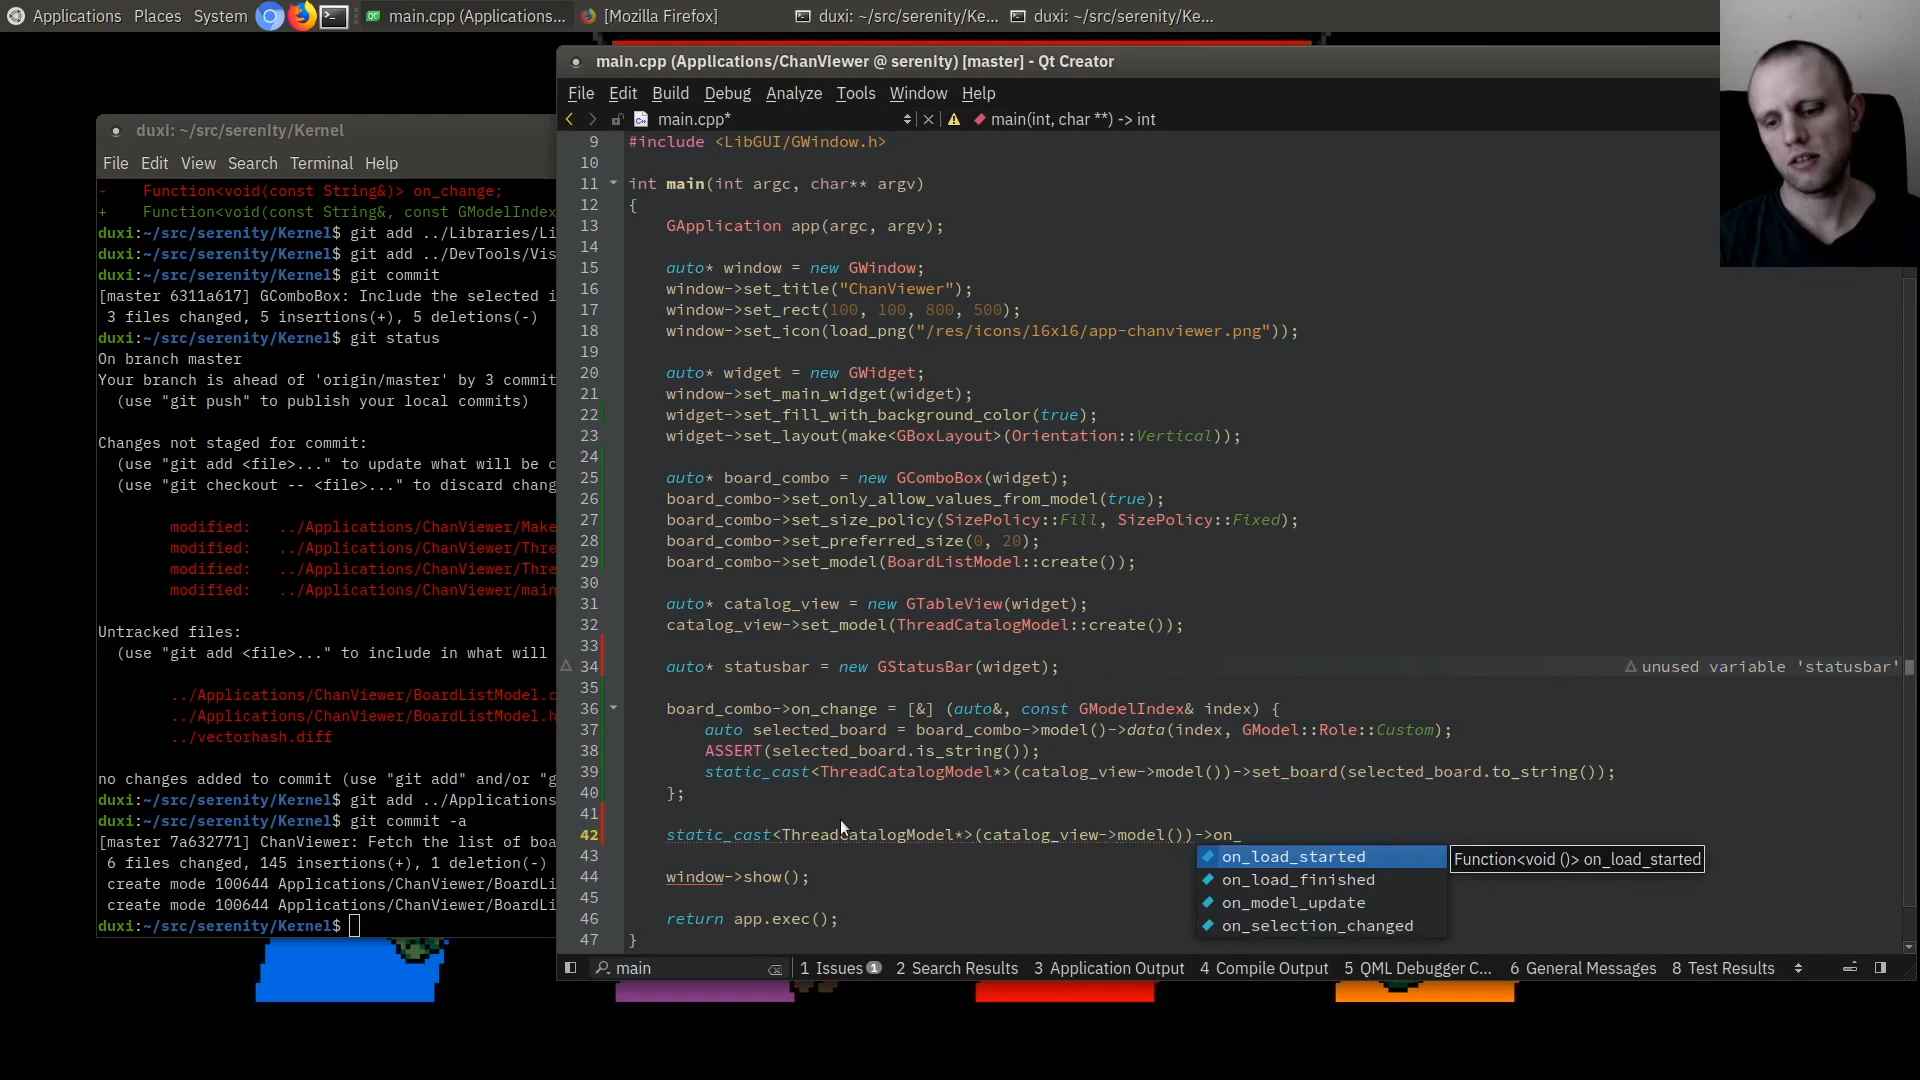 Applications Places System main.cpp (Applications... [Mozilla Firefox] duxi: ~/src/serenity/Ke... duxi: ~/src/serenity/Ke...
duxi: ~/src/serenity/Kernel
File Edit View Search Terminal Help
-    Function<void(const String&)> on_change;
+    Function<void(const String&, const GModelIndex
duxi:~/src/serenity/Kernel$ git add ../Libraries/Li
duxi:~/src/serenity/Kernel$ git add ../DevTools/Vis
duxi:~/src/serenity/Kernel$ git commit
[master 6311a617] GComboBox: Include the selected i
 3 files changed, 5 insertions(+), 5 deletions(-)
duxi:~/src/serenity/Kernel$ git status
On branch master
Your branch is ahead of 'origin/master' by 3 commit
  (use "git push" to publish your local commits)
Changes not staged for commit:
  (use "git add <file>..." to update what will be c
  (use "git checkout -- <file>..." to discard chang
modified:   ../Applications/ChanViewer/Make
modified:   ../Applications/ChanViewer/Thre
modified:   ../Applications/ChanViewer/Thre
modified:   ../Applications/ChanViewer/main
Untracked files:
  (use "git add <file>..." to include in what will
../Applications/ChanViewer/BoardListModel.c
../Applications/ChanViewer/BoardListModel.h
../vectorhash.diff
no changes added to commit (use "git add" and/or "g
duxi:~/src/serenity/Kernel$ git add ../Applications
duxi:~/src/serenity/Kernel$ git commit -a
[master 7a632771] ChanViewer: Fetch the list of boa
 6 files changed, 145 insertions(+), 1 deletion(-)
 create mode 100644 Applications/ChanViewer/BoardLi
 create mode 100644 Applications/ChanViewer/BoardLi
duxi:~/src/serenity/Kernel$
main.cpp (Applications/ChanViewer @ serenity) [master] - Qt Creator
File Edit Build Debug Analyze Tools Window Help
main.cpp* main(int, char **) -> int
9 #include <LibGUI/GWindow.h>
10
11 int main(int argc, char** argv)
12 {
13     GApplication app(argc, argv);
14
15     auto* window = new GWindow;
16     window->set_title("ChanViewer");
17     window->set_rect(100, 100, 800, 500);
18     window->set_icon(load_png("/res/icons/16x16/app-chanviewer.png"));
19
20     auto* widget = new GWidget;
21     window->set_main_widget(widget);
22     widget->set_fill_with_background_color(true);
23     widget->set_layout(make<GBoxLayout>(Orientation::Vertical));
24
25     auto* board_combo = new GComboBox(widget);
26     board_combo->set_only_allow_values_from_model(true);
27     board_combo->set_size_policy(SizePolicy::Fill, SizePolicy::Fixed);
28     board_combo->set_preferred_size(0, 20);
29     board_combo->set_model(BoardListModel::create());
30
31     auto* catalog_view = new GTableView(widget);
32     catalog_view->set_model(ThreadCatalogModel::create());
33
34     auto* statusbar = new GStatusBar(widget); unused variable 'statusbar'
35
36     board_combo->on_change = [&] (auto&, const GModelIndex& index) {
37         auto selected_board = board_combo->model()->data(index, GModel::Role::Custom);
38         ASSERT(selected_board.is_string());
39         static_cast<ThreadCatalogModel*>(catalog_view->model())->set_board(selected_board.to_string());
40     };
41
42     static_cast<ThreadCatalogModel*>(catalog_view->model())->on_
43 on_load_started Function<void ()> on_load_started
on_load_finished
44     window->show(); on_model_update
45 on_selection_changed
46     return app.exec();
47 }
main 1 Issues 1 2 Search Results 3 Application Output 4 Compile Output 5 QML Debugger C... 6 General Messages 8 Test Results